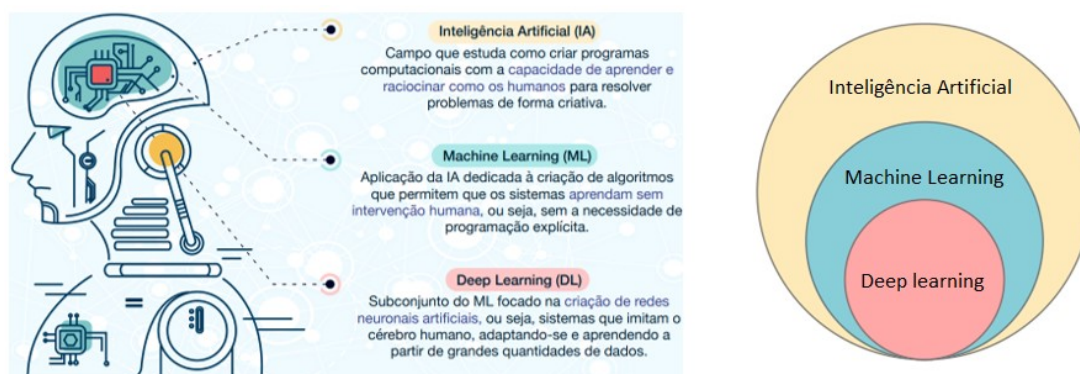 Inteligência Artificial (IA)
Campo que estuda como criar programas
computacionais com a capacidade de aprender e
raciocinar como os humanos para resolver
problemas de forma criativa.
Machine Learning (ML)
Aplicação da IA dedicada à criação de algoritmos
que permitem que os sistemas aprendam sem
intervenção humana, ou seja, sem a necessidade de
programação explícita.
Deep Learning (DL)
Subconjunto do ML focado na criação de redes
neuronais artificiais, ou seja, sistemas que imitam o
cérebro humano, adaptando-se e aprendendo a
partir de grandes quantidades de dados.
Inteligência Artificial
Machine Learning
Deep learning